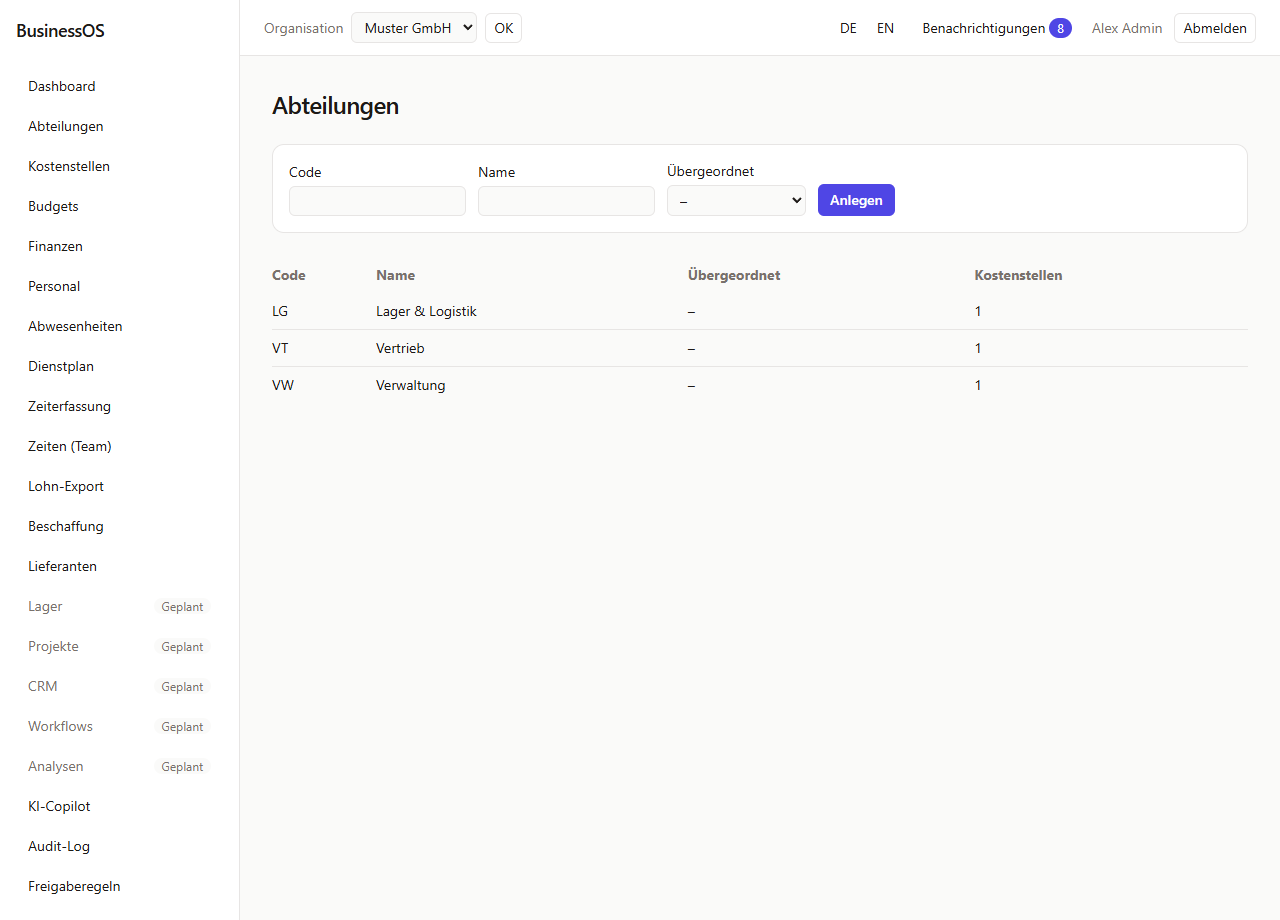 BusinessOS
Organisation Muster GmbH OK DE EN Benachrichtigungen 8 Alex Admin Abmelden
Dashboard
Abteilungen
Kostenstellen
Budgets
Finanzen
Personal
Abwesenheiten
Dienstplan
Zeiterfassung
Zeiten (Team)
Lohn-Export
Beschaffung
Lieferanten
Lager Geplant
Projekte Geplant
CRM Geplant
Workflows Geplant
Analysen Geplant
KI-Copilot
Audit-Log
Freigaberegeln
Abteilungen
Code Name Übergeordnet
– Anlegen
Code Name Übergeordnet Kostenstellen
LG Lager & Logistik – 1
VT Vertrieb – 1
VW Verwaltung – 1